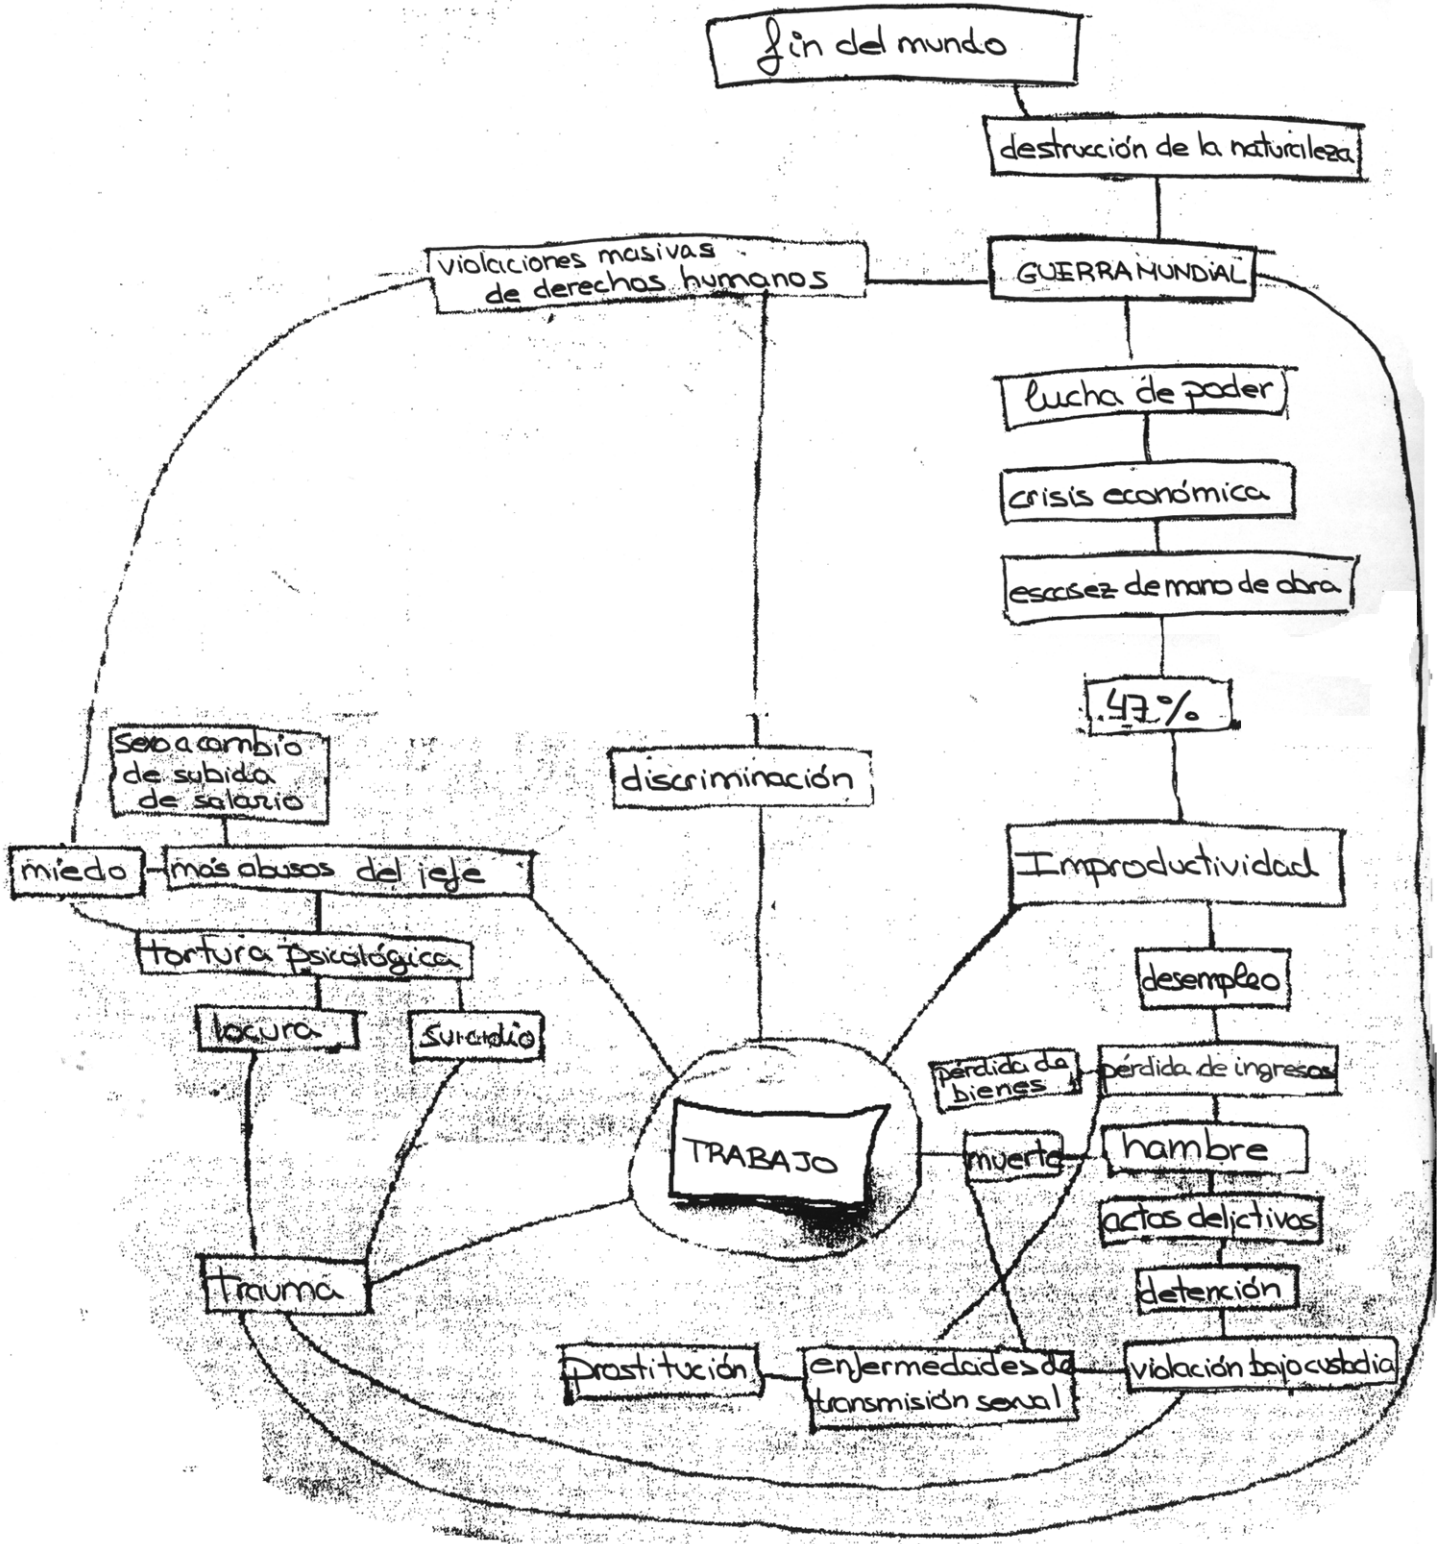 fin del mundo
destrucción de la naturaleza
violaciones masivas
de derechos humanos
GUERRA MUNDIAL
lucha de poder
crisis económica
escasez de mano de obra
47%
sexo a cambio
de subida
de salario
discriminación
Improductividad
miedo
más abusos del jefe
tortura psicológica
desempleo
locura
suicidio
pérdida de
bienes
pérdida de ingresos
TRABAJO
muerte
hambre
actos delictivos
trauma
detención
prostitución
enfermedades de
transmisión sexual
violación bajo custodia